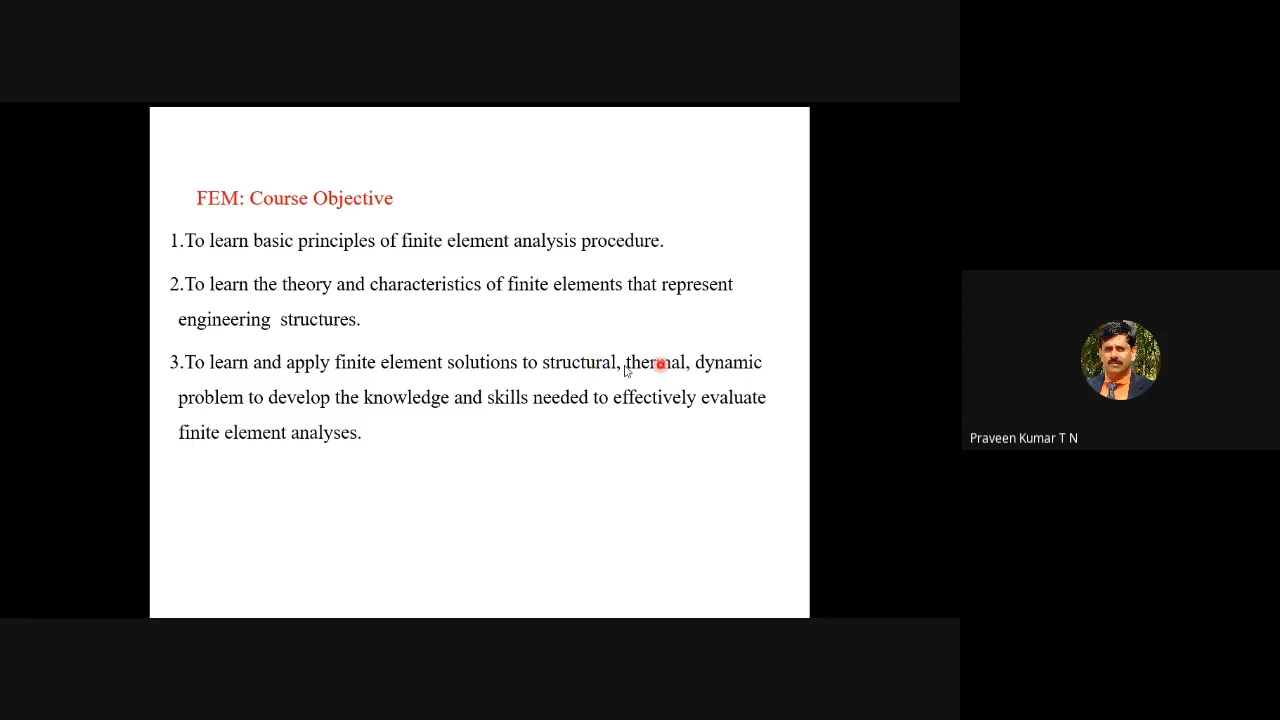 FEM: Course Objective
1.To learn basic principles of finite element analysis procedure.
2.To learn the theory and characteristics of finite elements that represent
engineering structures.
3.To learn and apply finite element solutions to structural, thermal, dynamic
problem to develop the knowledge and skills needed to effectively evaluate
finite element analyses.
Praveen Kumar T N